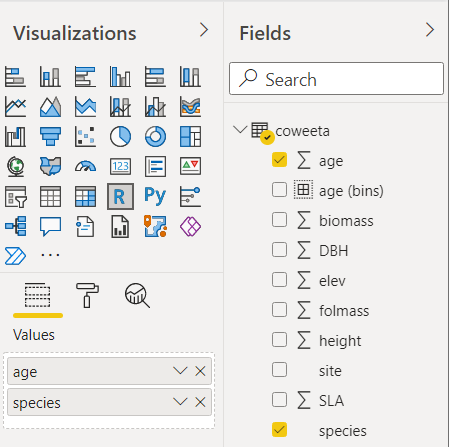 Visualizations
Fields
Search
coweeta
age
age (bins)
biomass
DBH
elev
folmass
height
site
SLA
species
123
R
Py
Values
age
species